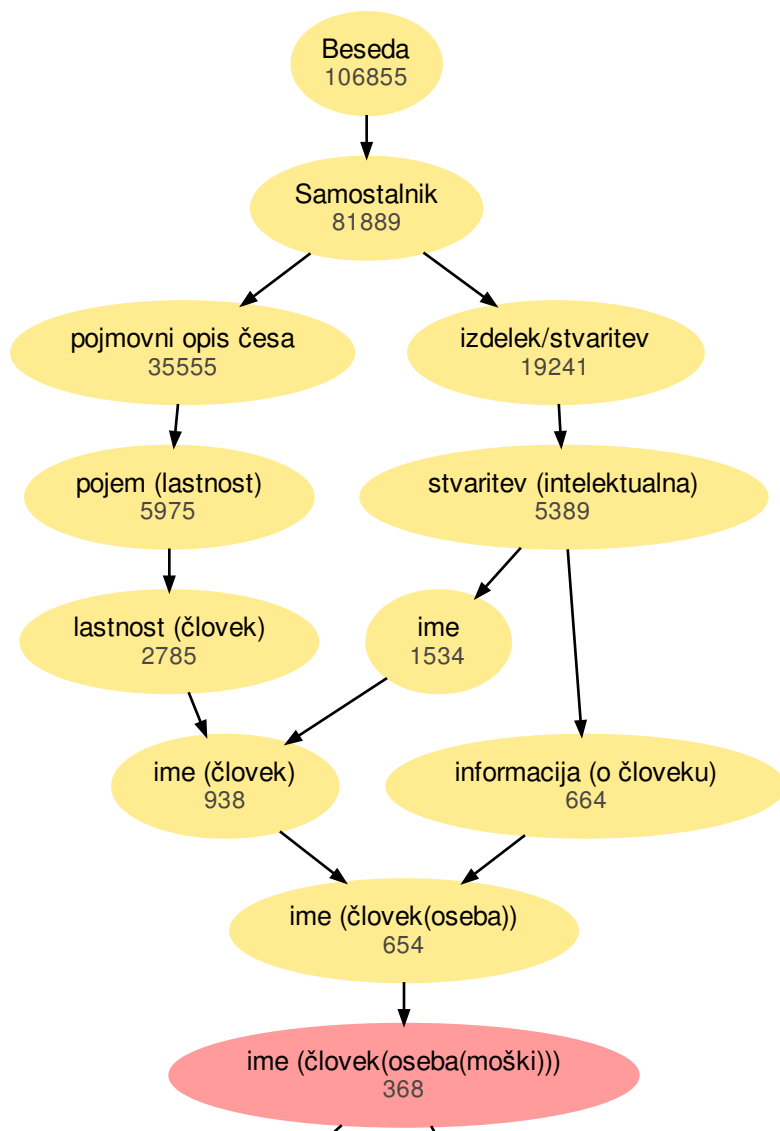 Beseda
106855
Samostalnik
81889
pojmovni opis česa
35555
izdelek/stvaritev
19241
pojem (lastnost)
5975
stvaritev (intelektualna)
5389
lastnost (človek)
2785
ime
1534
ime (človek)
938
informacija (o človeku)
664
ime (človek(oseba))
654
ime (človek(oseba(moški)))
368